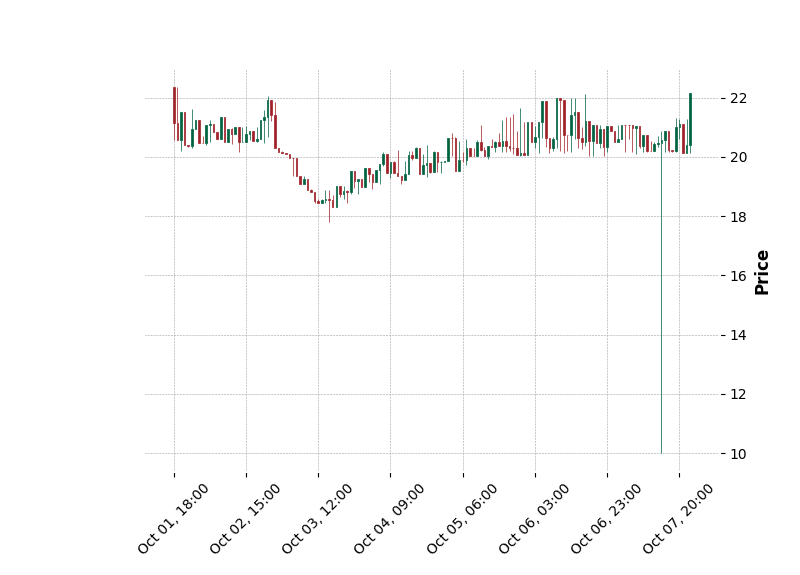 22
20
18
16
14
12
10
Price
Oct 01, 18:00
Oct 02, 15:00
Oct 03, 12:00
Oct 04, 09:00
Oct 05, 06:00
Oct 06, 03:00
Oct 06, 23:00
Oct 07, 20:00